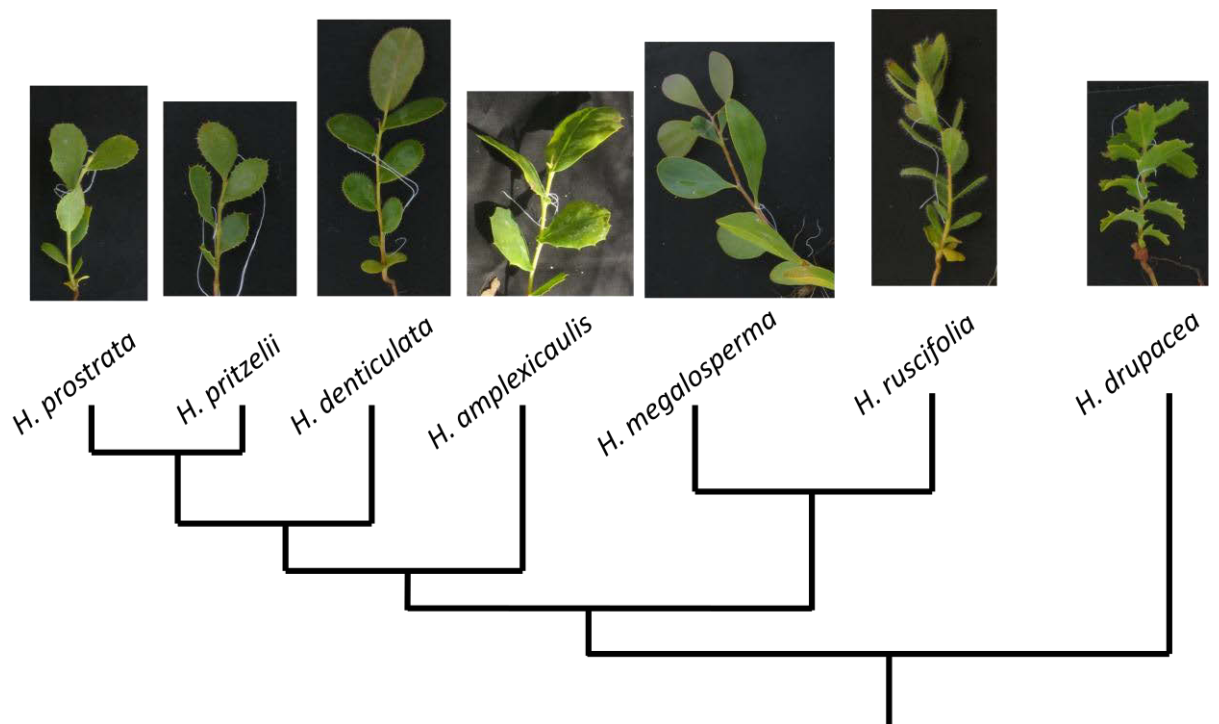 H. prostrata
H. pritzelii
H. denticulata
H. amplexicaulis
H. megalosperma
H. ruscifolia
H. drupacea